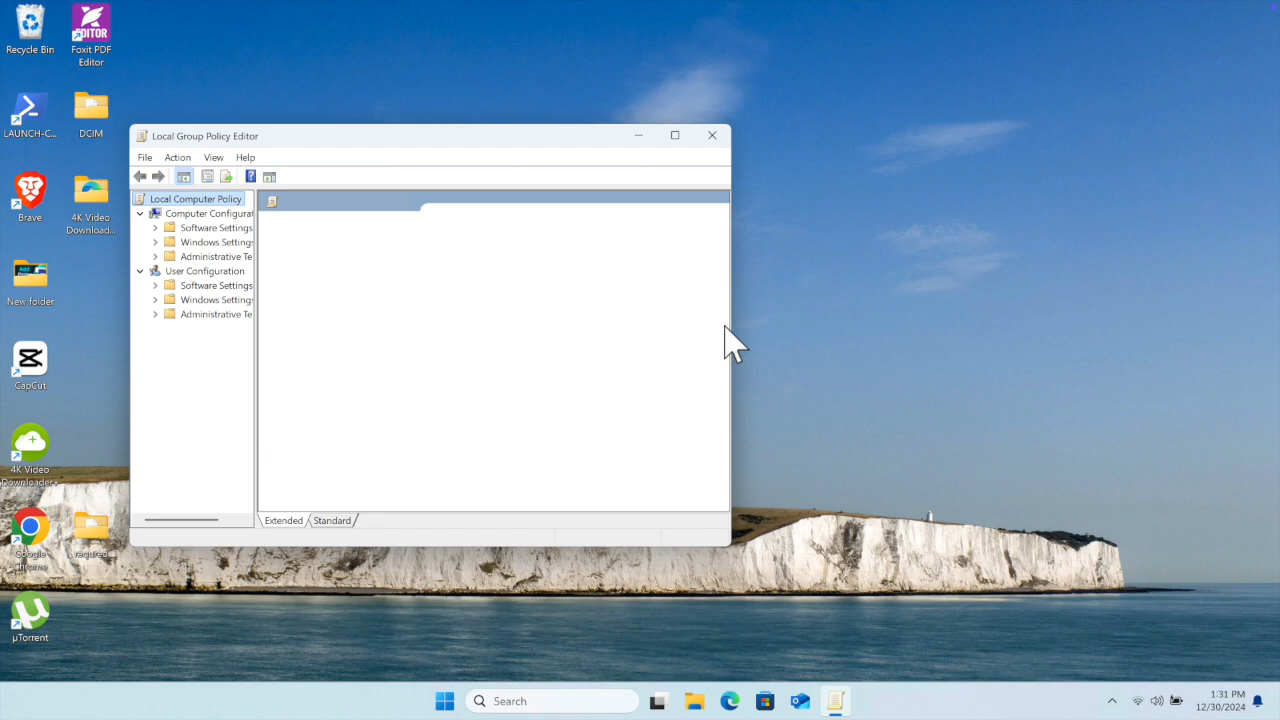 Recycle Bin
EDITOR
Foxit PDF
Editor
LAUNCH-C...
DCIM
Brave
4K Video
Download...
Add
New folder
CapCut
4K Video
Downloader+
Google
Chrome
required
µTorrent
Local Group Policy Editor
File Action View Help
Local Computer Policy
Computer Configurat
Software Settings
Windows Settings
Administrative Te
User Configuration
Software Settings
Windows Settings
Administrative Te
Extended Standard
Search
1:31 PM
12/30/2024